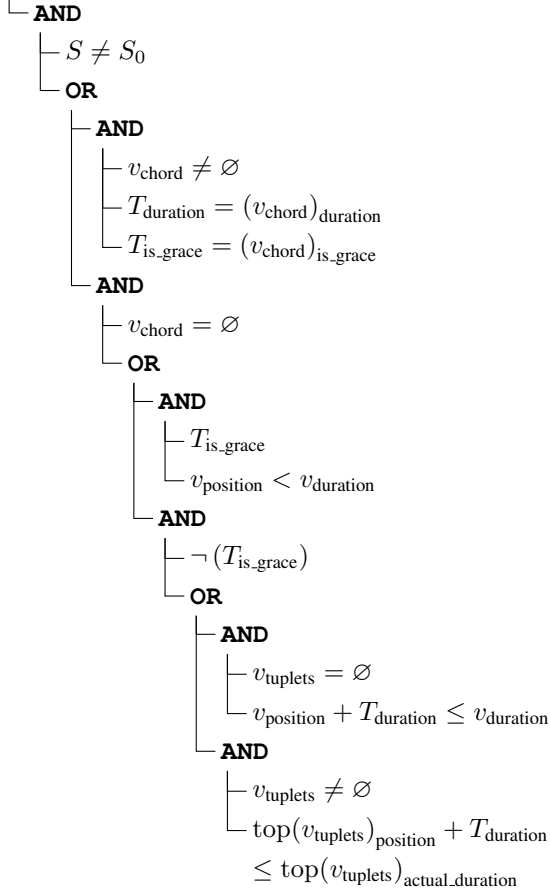 AND
S ≠ S₀
OR
AND
v_chord ≠ ∅
T_duration = (v_chord)_duration
T_is_grace = (v_chord)_is_grace
AND
v_chord = ∅
OR
AND
T_is_grace
v_position < v_duration
AND
¬ (T_is_grace)
OR
AND
v_tuplets = ∅
v_position + T_duration ≤ v_duration
AND
v_tuplets ≠ ∅
top(v_tuplets)_position + T_duration
≤ top(v_tuplets)_actual_duration